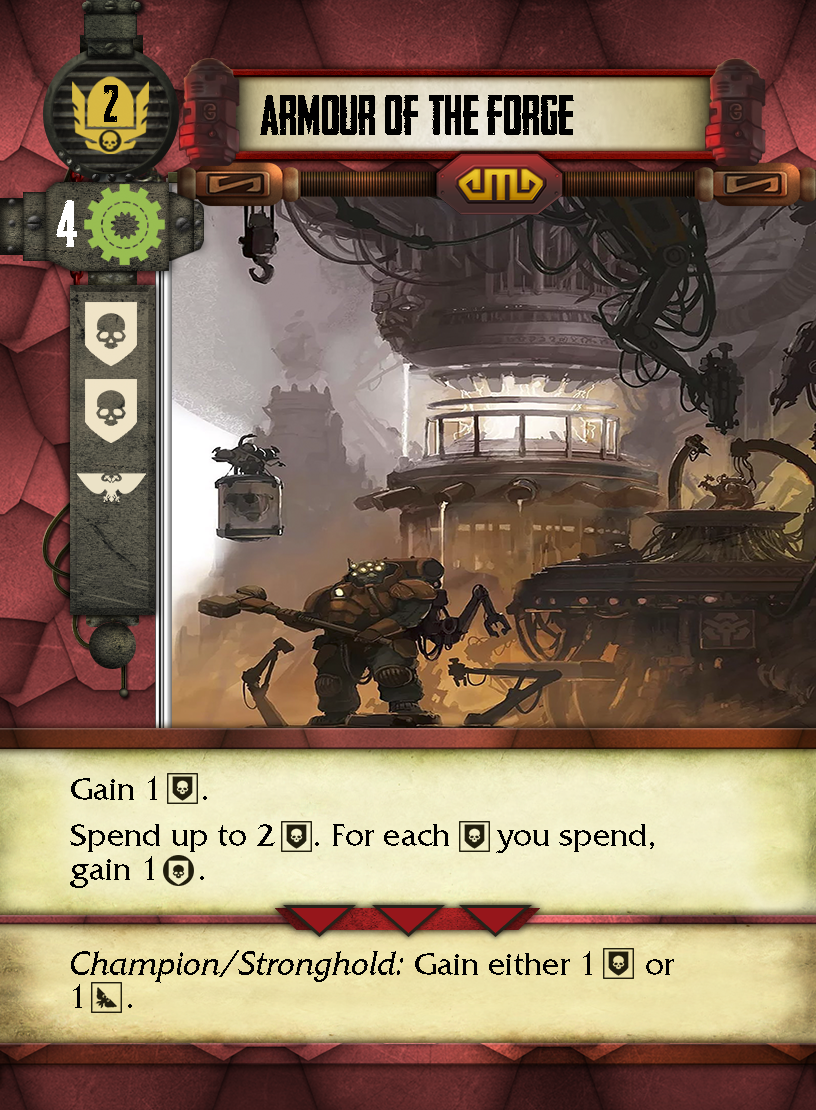 2
ARMOUR OF THE FORGE
4
Gain 1 .
Spend up to 2 . For each you spend,
gain 1 .
Champion/Stronghold: Gain either 1 or
1 .